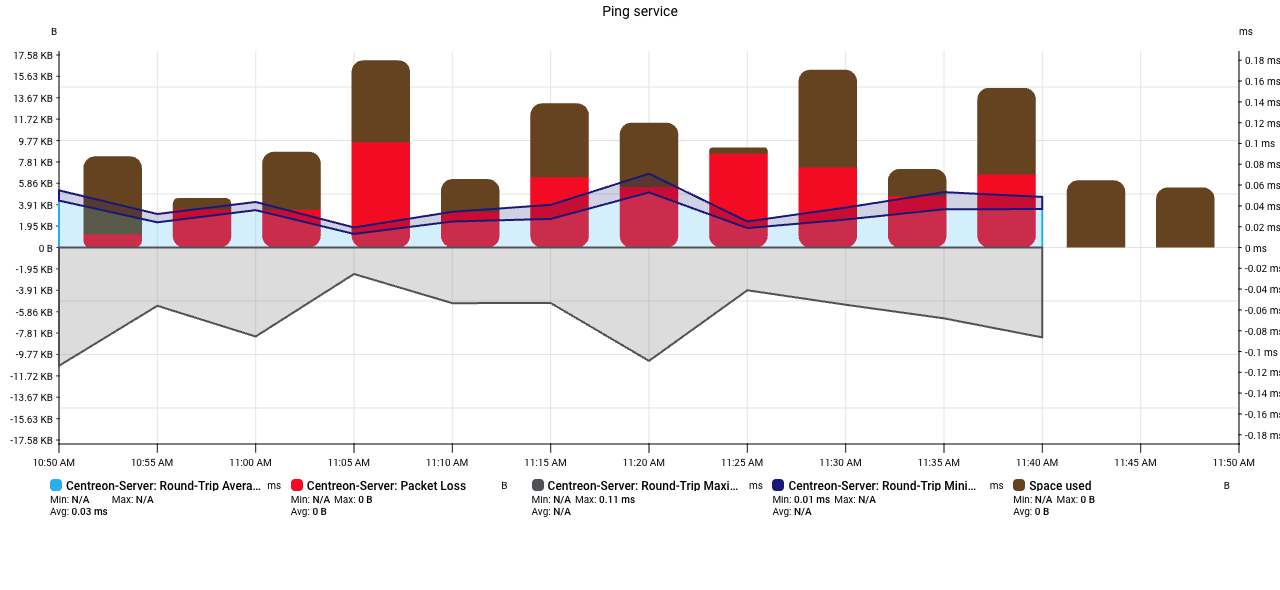 Ping service
B
ms
17.58 KB
15.63 KB
13.67 KB
11.72 KB
9.77 KB
7.81 KB
5.86 KB
3.91 KB
1.95 KB
0 B
-1.95 KB
-3.91 KB
-5.86 KB
-7.81 KB
-9.77 KB
-11.72 KB
-13.67 KB
-15.63 KB
-17.58 KB
0.18 ms
0.16 ms
0.14 ms
0.12 ms
0.1 ms
0.08 ms
0.06 ms
0.04 ms
0.02 ms
0 ms
-0.02 ms
-0.04 ms
-0.06 ms
-0.08 ms
-0.1 ms
-0.12 ms
-0.14 ms
-0.16 ms
-0.18 ms
10:50 AM 10:55 AM 11:00 AM 11:05 AM 11:10 AM 11:15 AM 11:20 AM 11:25 AM 11:30 AM 11:35 AM 11:40 AM 11:45 AM 11:50 AM
Centreon-Server: Round-Trip Avera... ms
Min: N/A Max: N/A
Avg: 0.03 ms
Centreon-Server: Packet Loss B
Min: N/A Max: 0 B
Avg: 0 B
Centreon-Server: Round-Trip Maxi... ms
Min: N/A Max: 0.11 ms
Avg: N/A
Centreon-Server: Round-Trip Mini... ms
Min: 0.01 ms Max: N/A
Avg: N/A
Space used B
Min: N/A Max: 0 B
Avg: 0 B